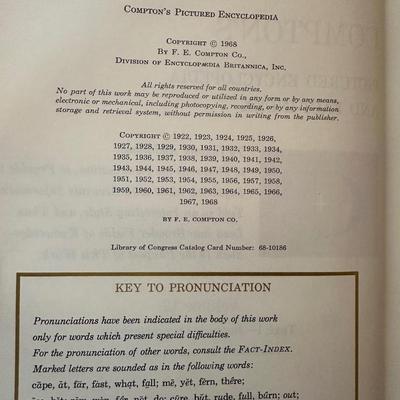 COMPTON'S PICTURED ENCYCLOPEDIA
COPYRIGHT © 1968
BY F. E. COMPTON CO.,
DIVISION OF ENCYCLOPÆDIA BRITANNICA, INC.
All rights reserved for all countries.
No part of this work may be reproduced or utilized in any form or by any means,
electronic or mechanical, including photocopying, recording, or by any information
storage and retrieval system, without permission in writing from the publisher.
COPYRIGHT © 1922, 1923, 1924, 1925, 1926,
1927, 1928, 1929, 1930, 1931, 1932, 1933, 1934,
1935, 1936, 1937, 1938, 1939, 1940, 1941, 1942,
1943, 1944, 1945, 1946, 1947, 1948, 1949, 1950,
1951, 1952, 1953, 1954, 1955, 1956, 1957, 1958,
1959, 1960, 1961, 1962, 1963, 1964, 1965, 1966,
1967, 1968
BY F. E. COMPTON CO.
Library of Congress Catalog Card Number: 68-10186
KEY TO PRONUNCIATION
Pronunciations have been indicated in the body of this work
only for words which present special difficulties.
For the pronunciation of other words, consult the FACT-INDEX.
Marked letters are sounded as in the following words:
cāpe, ăt, fär, fȧst, whạt, fạll; mē, yĕt, fẽrn, thêre;